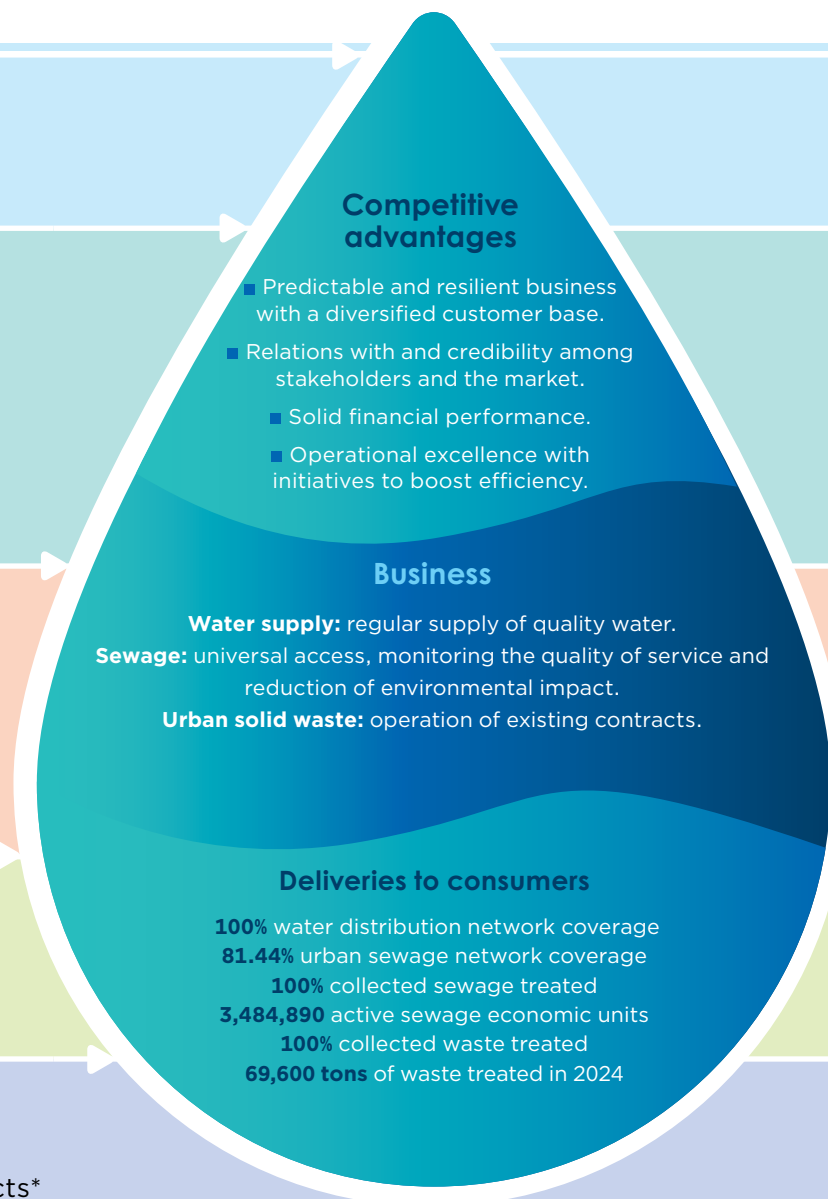 Competitive
advantages
■ Predictable and resilient business
with a diversified customer base.
■ Relations with and credibility among
stakeholders and the market.
■ Solid financial performance.
■ Operational excellence with
initiatives to boost efficiency.
Business
Water supply: regular supply of quality water.
Sewage: universal access, monitoring the quality of service and
reduction of environmental impact.
Urban solid waste: operation of existing contracts.
Deliveries to consumers
100% water distribution network coverage
81.44% urban sewage network coverage
100% collected sewage treated
3,484,890 active sewage economic units
100% collected waste treated
69,600 tons of waste treated in 2024
cts*